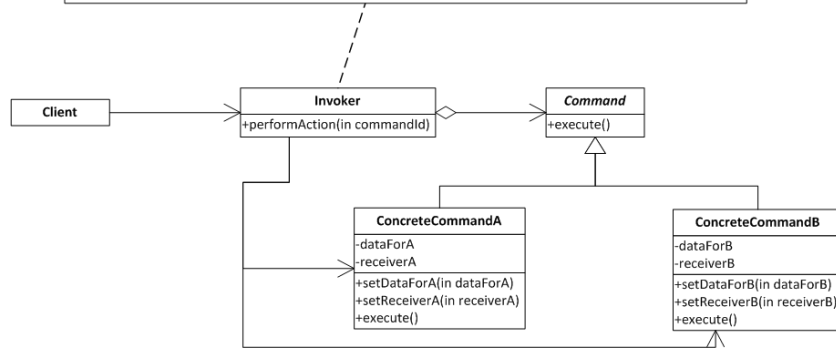 Client
Invoker
+performAction(in commandId)
Command
+execute()
ConcreteCommandA
-dataForA
-receiverA
+setDataForA(in dataForA)
+setReceiverA(in receiverA)
+execute()
ConcreteCommandB
-dataForB
-receiverB
+setDataForB(in dataForB)
+setReceiverB(in receiverB)
+execute()